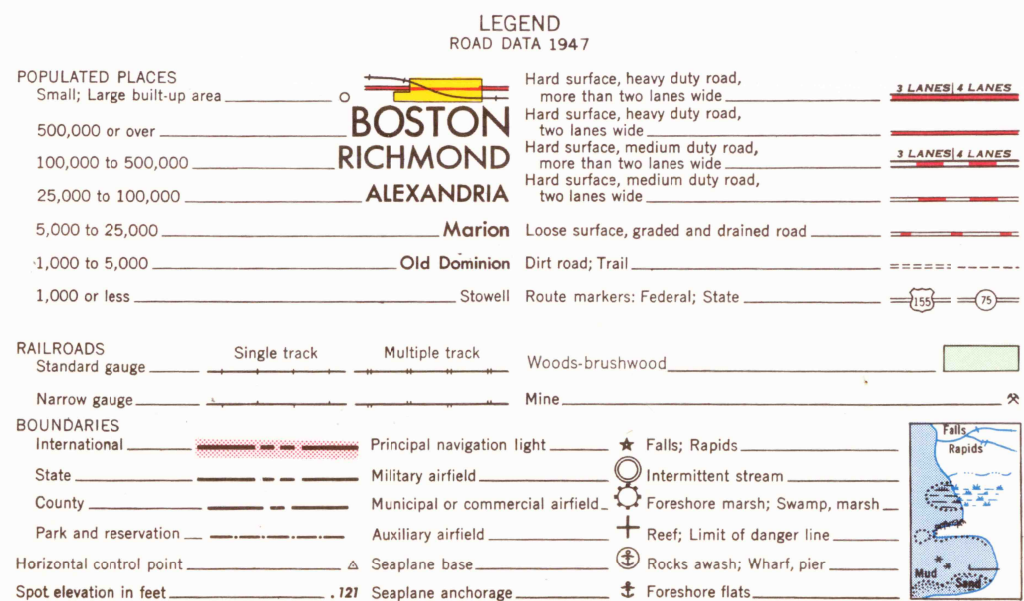 LEGEND
ROAD DATA 1947
POPULATED PLACES
Small; Large built-up area
500,000 or over BOSTON
100,000 to 500,000 RICHMOND
25,000 to 100,000 ALEXANDRIA
5,000 to 25,000 Marion
1,000 to 5,000 Old Dominion
1,000 or less Stowell
Hard surface, heavy duty road,
more than two lanes wide 3 LANES 4 LANES
Hard surface, heavy duty road,
two lanes wide
Hard surface, medium duty road,
more than two lanes wide 3 LANES 4 LANES
Hard surface, medium duty road,
two lanes wide
Loose surface, graded and drained road
Dirt road; Trail
Route markers: Federal; State 155 75
RAILROADS Single track Multiple track
Standard gauge
Narrow gauge
Woods-brushwood
Mine
BOUNDARIES
International
State
County
Park and reservation
Horizontal control point
Spot elevation in feet .121
Principal navigation light
Military airfield
Municipal or commercial airfield
Auxiliary airfield
Seaplane base
Seaplane anchorage
Falls; Rapids
Intermittent stream
Foreshore marsh; Swamp, marsh
Reef; Limit of danger line
Rocks awash; Wharf, pier
Foreshore flats
Falls
Rapids
Mud
Sand